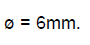 ø = 6mm.